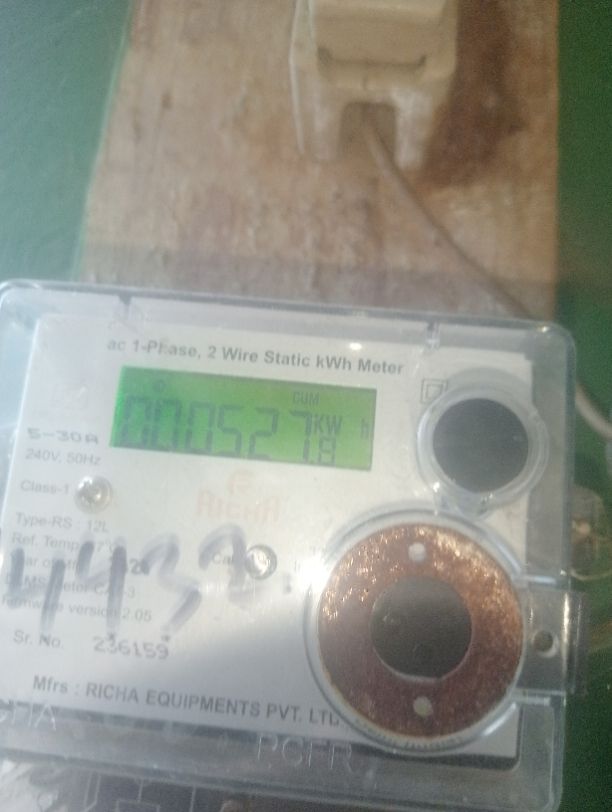 ac 1-Phase, 2 Wire Static kWh Meter
CUM
000527.8 KW h
5-30A
240V, 50Hz
Class-1
RICHA
Type-RS : 12L
Ref. Temp
4432
firmware version 2.05
Sr. No. 236159
Mfrs : RICHA EQUIPMENTS PVT. LTD